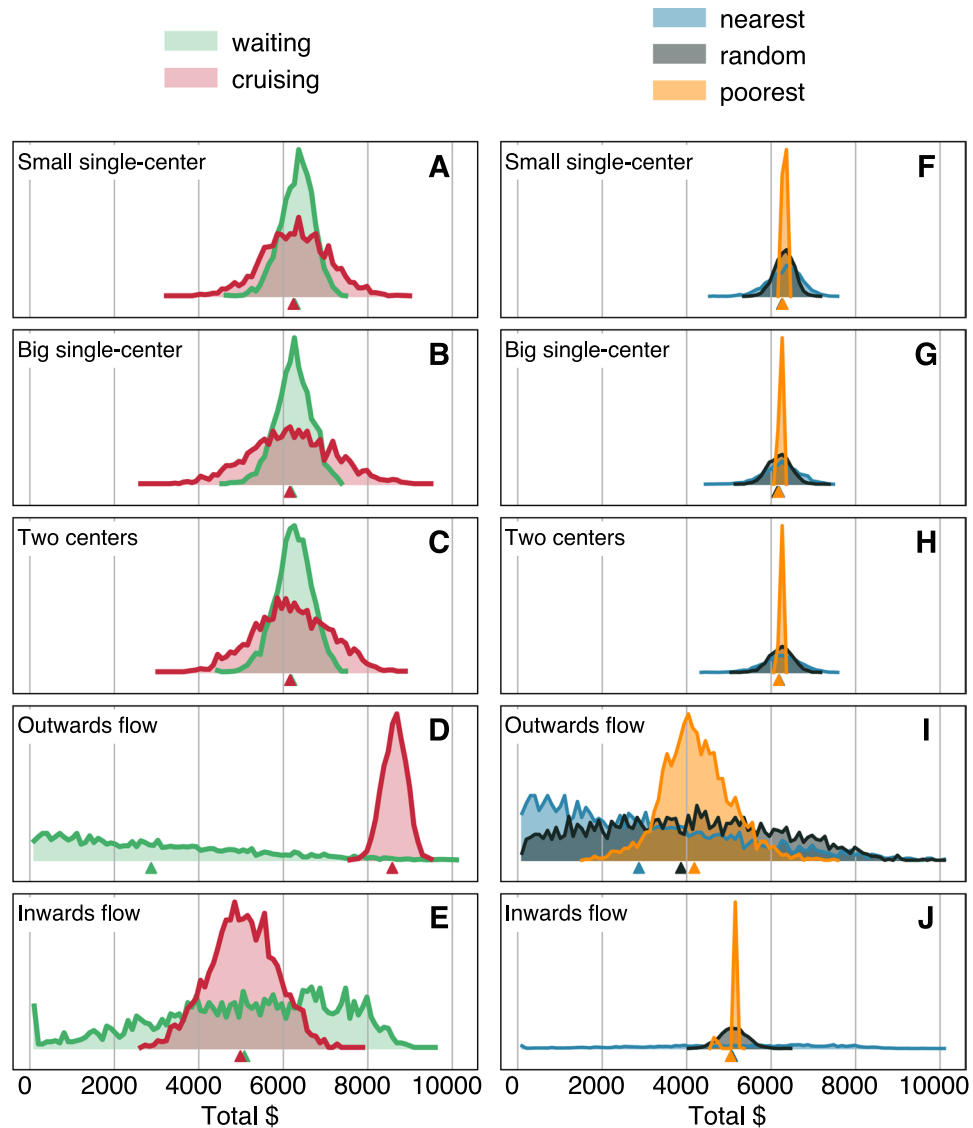 waiting
cruising
nearest
random
poorest
Small single-center A
Big single-center B
Two centers C
Outwards flow D
Inwards flow E
0 2000 4000 6000 8000 10000
Total $
Small single-center F
Big single-center G
Two centers H
Outwards flow I
Inwards flow J
0 2000 4000 6000 8000 10000
Total $